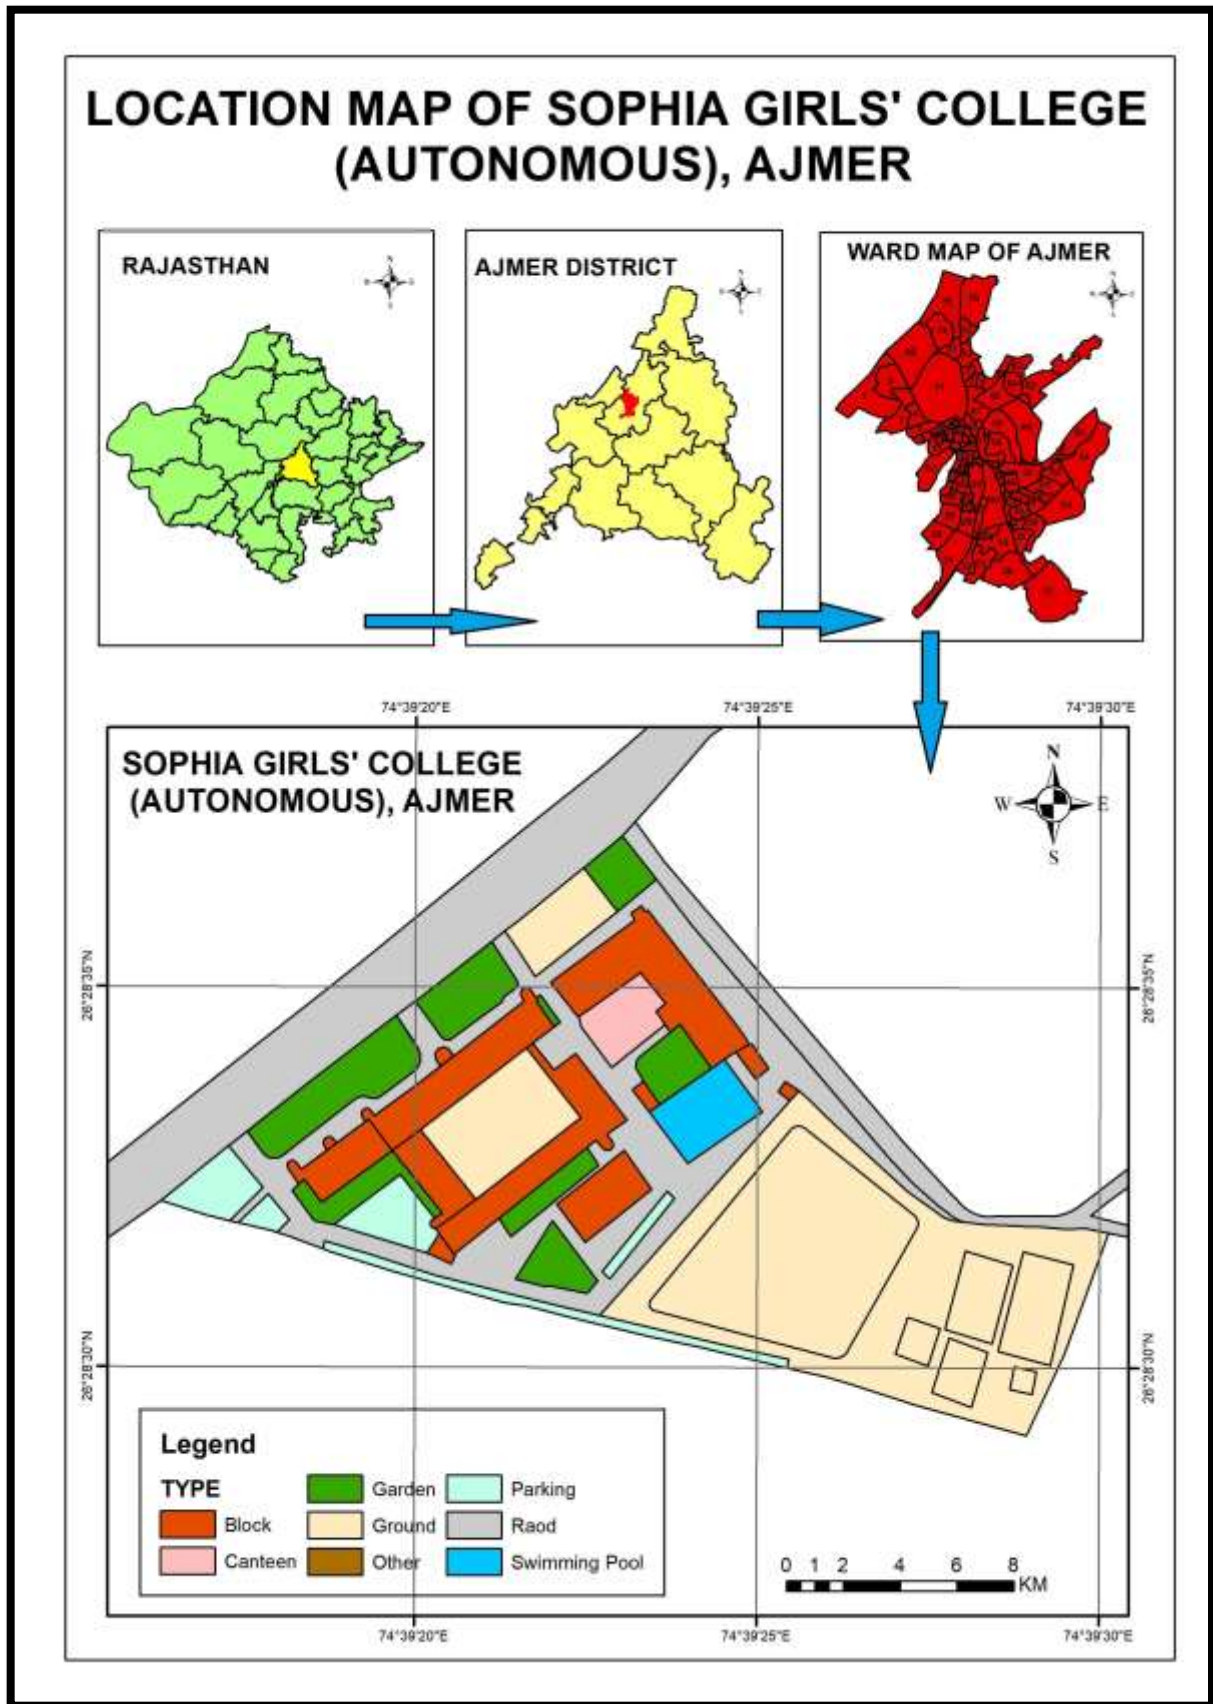 LOCATION MAP OF SOPHIA GIRLS' COLLEGE
(AUTONOMOUS), AJMER
RAJASTHAN
N
AJMER DISTRICT
N
WARD MAP OF AJMER
74°39'20"E
74°39'25"E
74°39'30"E
SOPHIA GIRLS' COLLEGE
(AUTONOMOUS), AJMER
N
W
E
S
26°28'35"N
26°28'35"N
26°28'30"N
26°28'30"N
Legend
TYPE
Block
Canteen
Garden
Ground
Other
Parking
Raod
Swimming Pool
0 1 2 4 6 8
KM
74°39'20"E
74°39'25"E
74°39'30"E